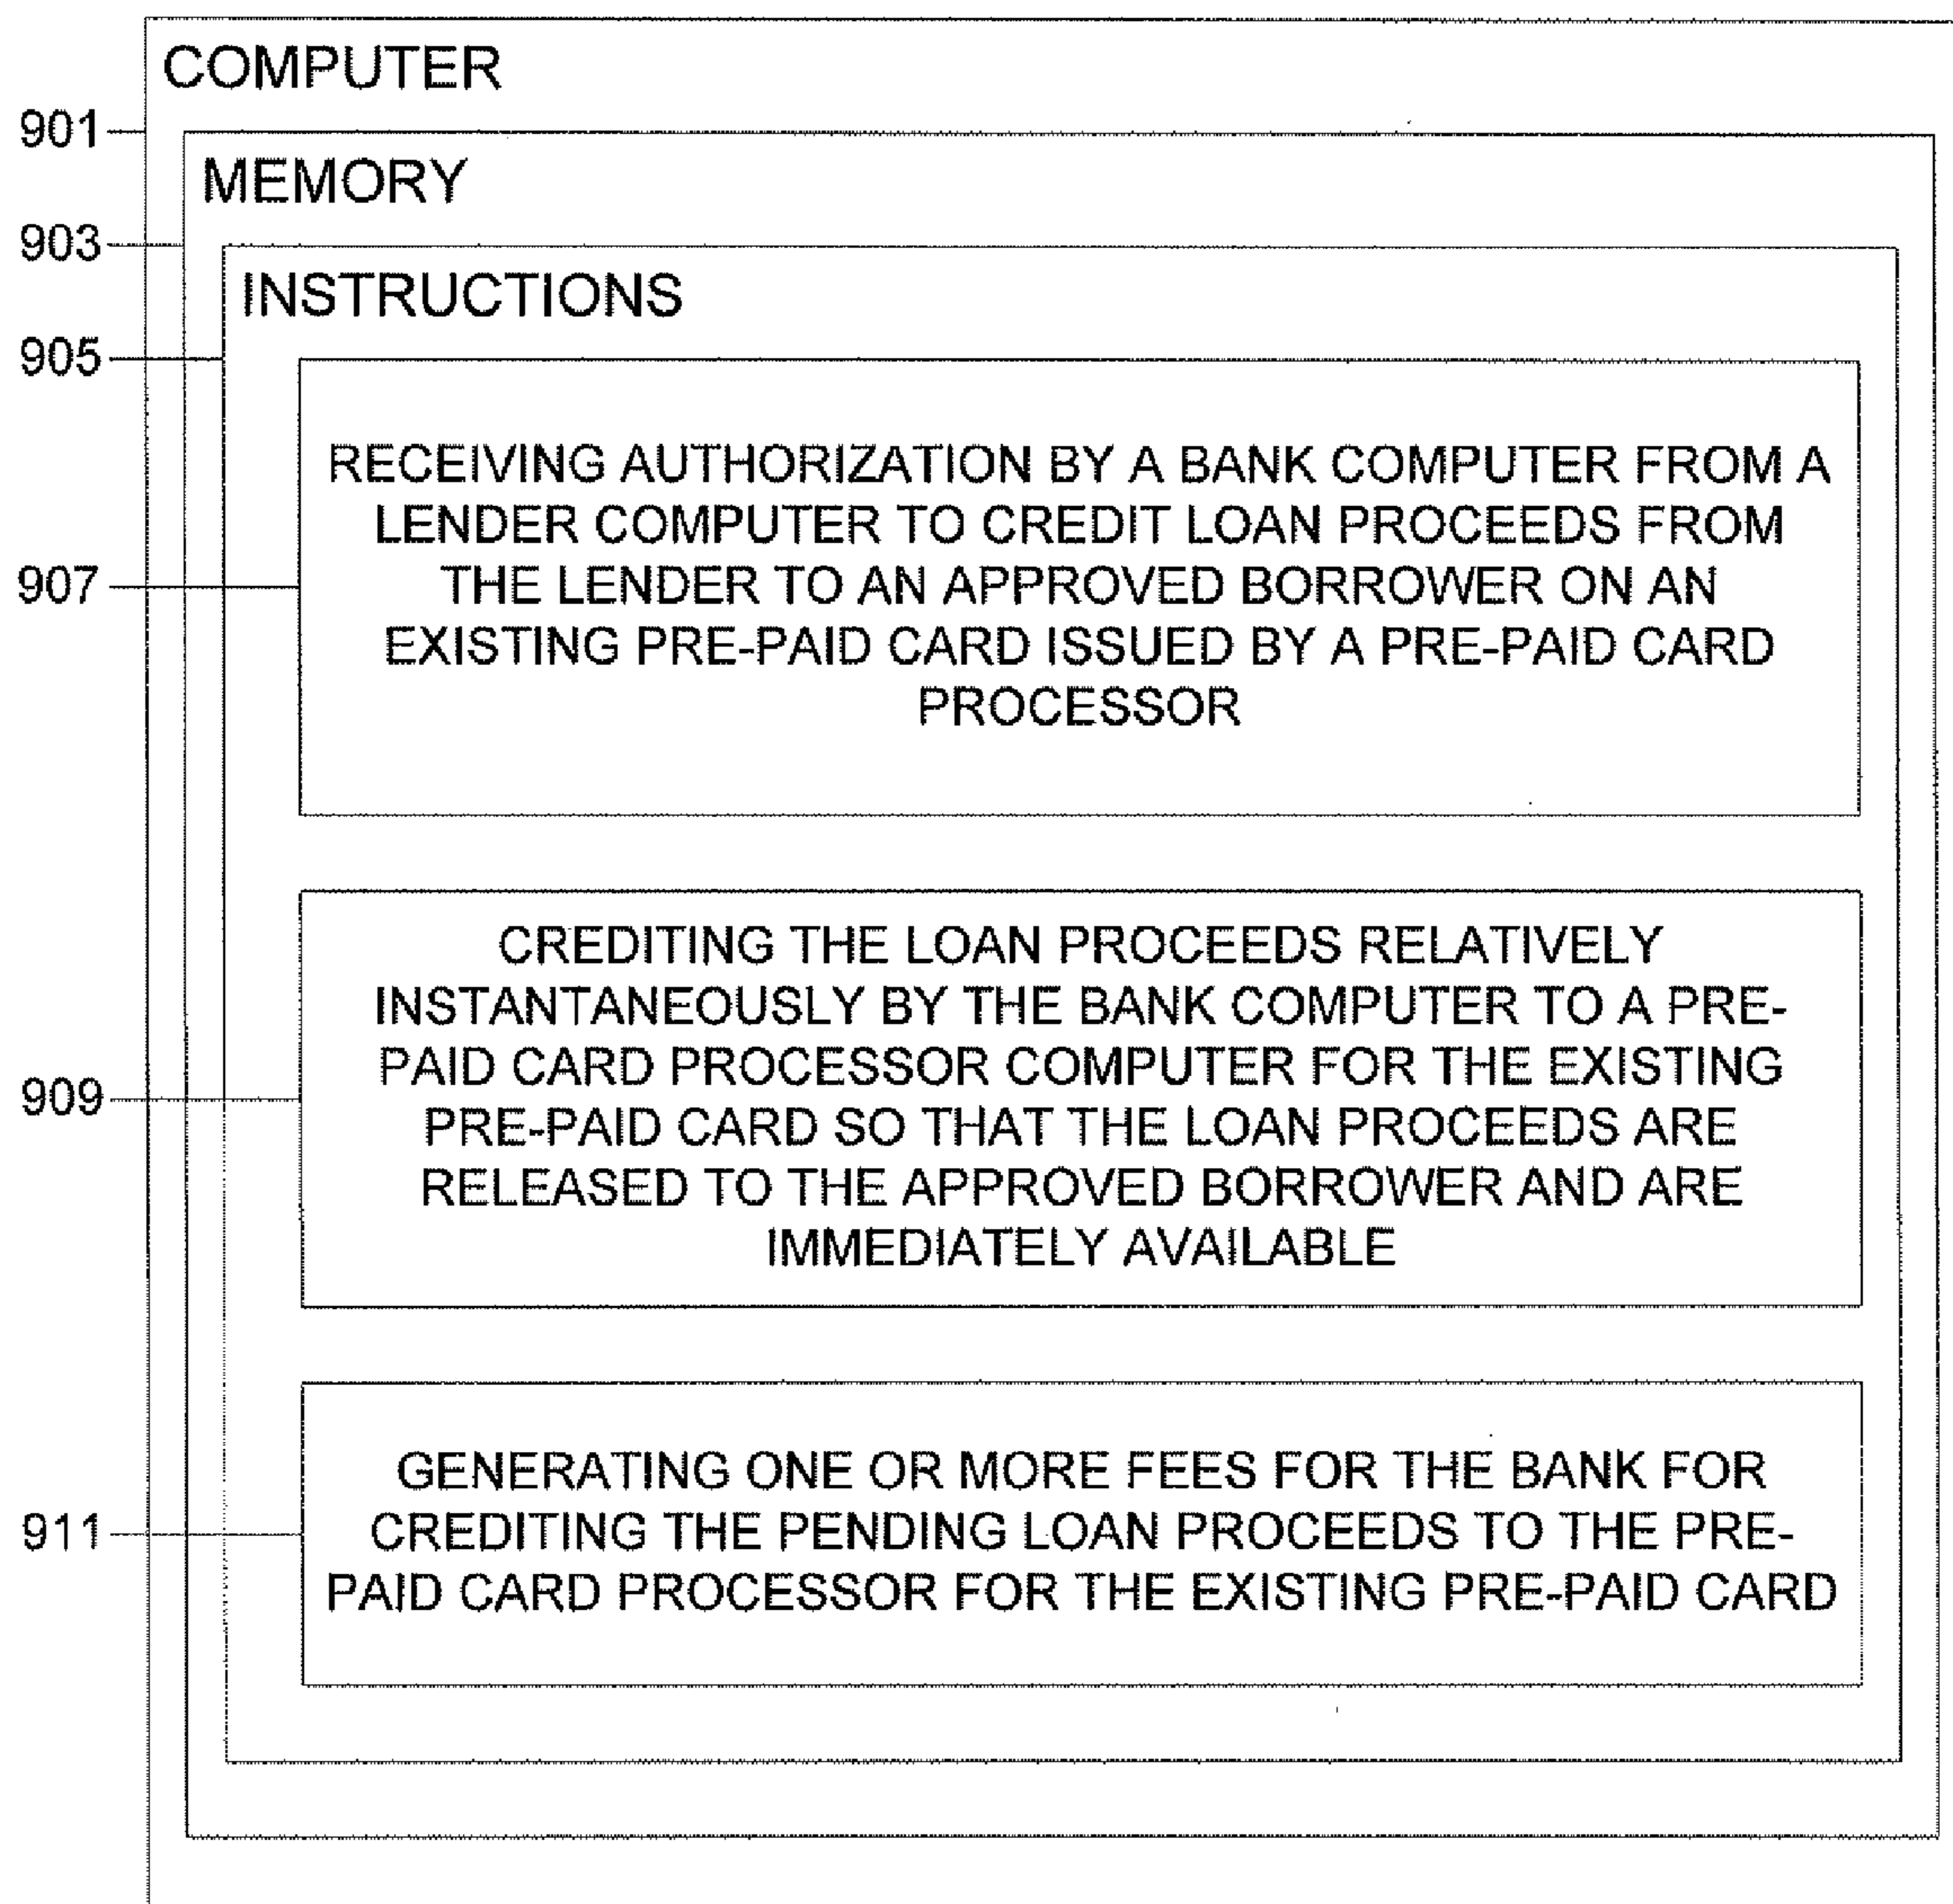 COMPUTER
901
MEMORY
903
INSTRUCTIONS
905
RECEIVING AUTHORIZATION BY A BANK COMPUTER FROM A
LENDER COMPUTER TO CREDIT LOAN PROCEEDS FROM
907
THE LENDER TO AN APPROVED BORROWER ON AN
EXISTING PRE-PAID CARD ISSUED BY A PRE-PAID CARD
PROCESSOR
CREDITING THE LOAN PROCEEDS RELATIVELY
INSTANTANEOUSLY BY THE BANK COMPUTER TO A PRE-
PAID CARD PROCESSOR COMPUTER FOR THE EXISTING
909
PRE-PAID CARD SO THAT THE LOAN PROCEEDS ARE
RELEASED TO THE APPROVED BORROWER AND ARE
IMMEDIATELY AVAILABLE
GENERATING ONE OR MORE FEES FOR THE BANK FOR
911
CREDITING THE PENDING LOAN PROCEEDS TO THE PRE-
PAID CARD PROCESSOR FOR THE EXISTING PRE-PAID CARD